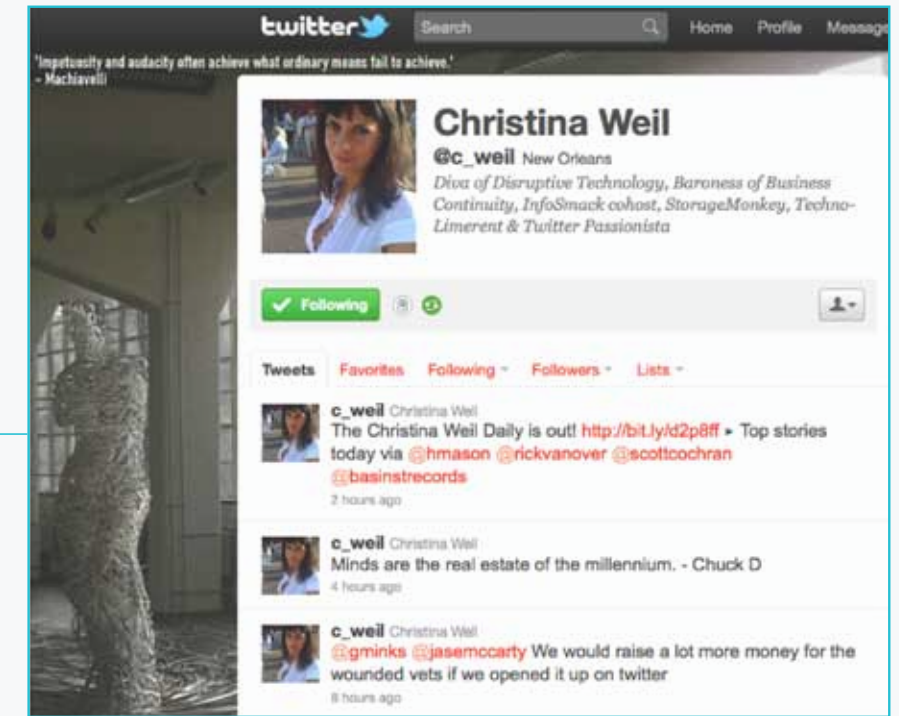 twitter
Search
Home Profile Message
'Impetuosity and audacity often achieve what ordinary means fail to achieve.'
- Machiavelli
Christina Weil
@c_weil New Orleans
Diva of Disruptive Technology, Baroness of Business
Continuity, InfoSmack cohost, StorageMonkey, Techno-
Limerent & Twitter Passionista
Following
Tweets Favorites Following Followers Lists
c_weil Christina Weil
The Christina Weil Daily is out! http://bit.ly/d2p8ff ▸ Top stories
today via @hmason @rickvanover @scottcochran
@basinstrecords
2 hours ago
c_weil Christina Weil
Minds are the real estate of the millennium. - Chuck D
4 hours ago
c_weil Christina Weil
@gminks @jasemccarty We would raise a lot more money for the
wounded vets if we opened it up on twitter
8 hours ago